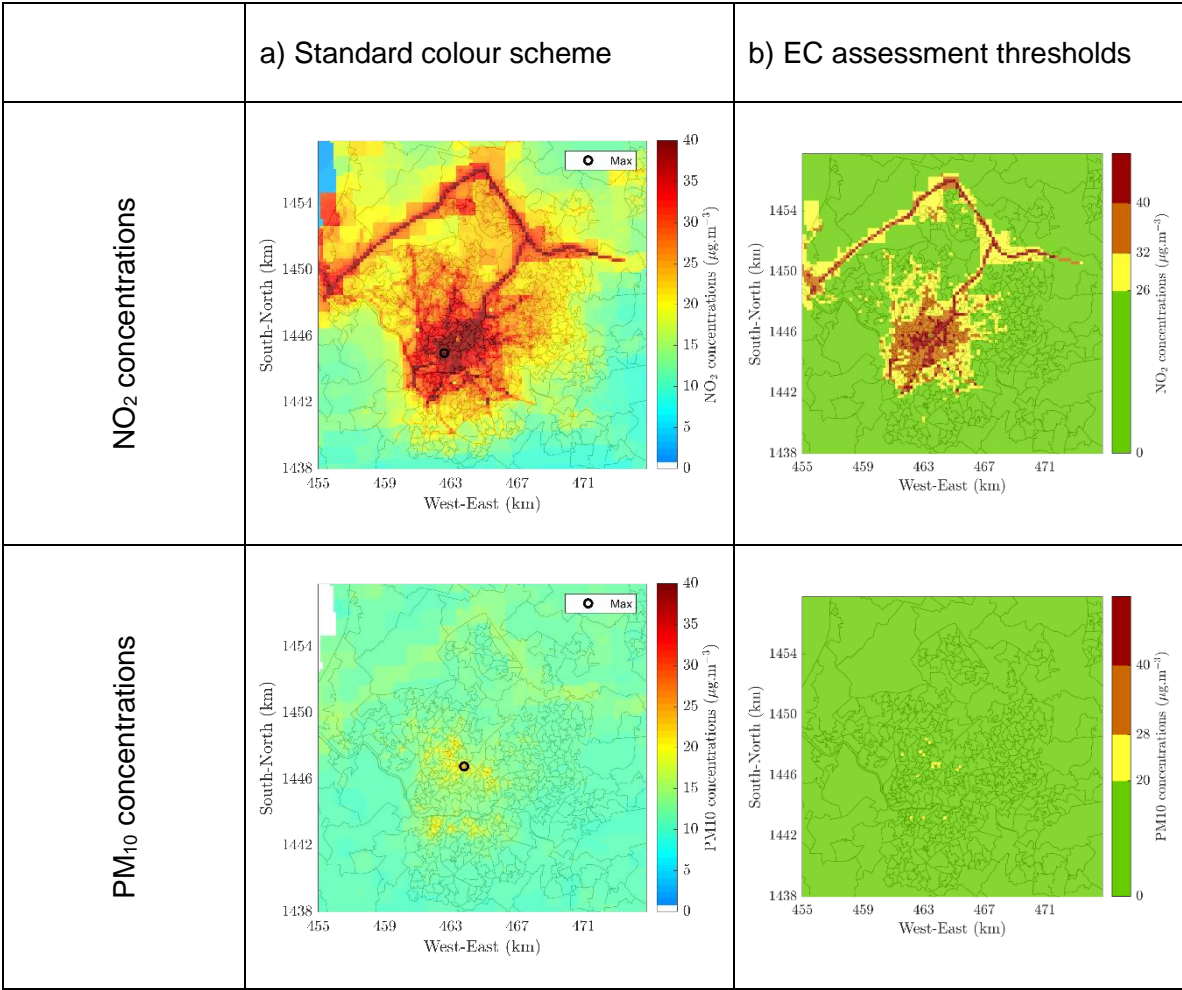 a) Standard colour scheme
b) EC assessment thresholds
NO2 concentrations
Max
South-North (km)
1454
1450
1446
1442
1438
455 459 463 467 471
West-East (km)
40
35
30
25
20
15
10
5
0
NO2 concentrations (μg.m−3)
South-North (km)
1454
1450
1446
1442
1438
455 459 463 467 471
West-East (km)
40
32
26
0
NO2 concentrations (μg.m−3)
PM10 concentrations
Max
South-North (km)
1454
1450
1446
1442
1438
455 459 463 467 471
West-East (km)
40
35
30
25
20
15
10
5
0
PM10 concentrations (μg.m−3)
South-North (km)
1454
1450
1446
1442
1438
455 459 463 467 471
West-East (km)
40
28
20
0
PM10 concentrations (μg.m−3)